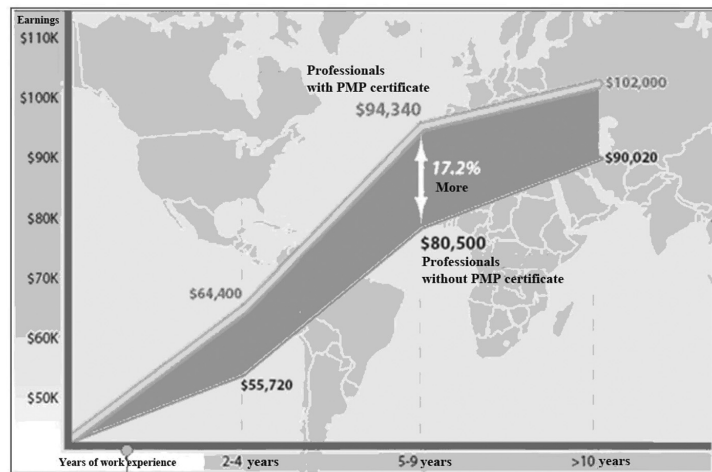 Earnings
$110K
$100K
$90K
$80K
$70K
$60K
$50K
Professionals
with PMP certificate
$94,340
$102,000
17.2%
More
$90,020
$80,500
Professionals
without PMP certificate
$64,400
$55,720
Years of work experience
2-4 years
5-9 years
>10 years